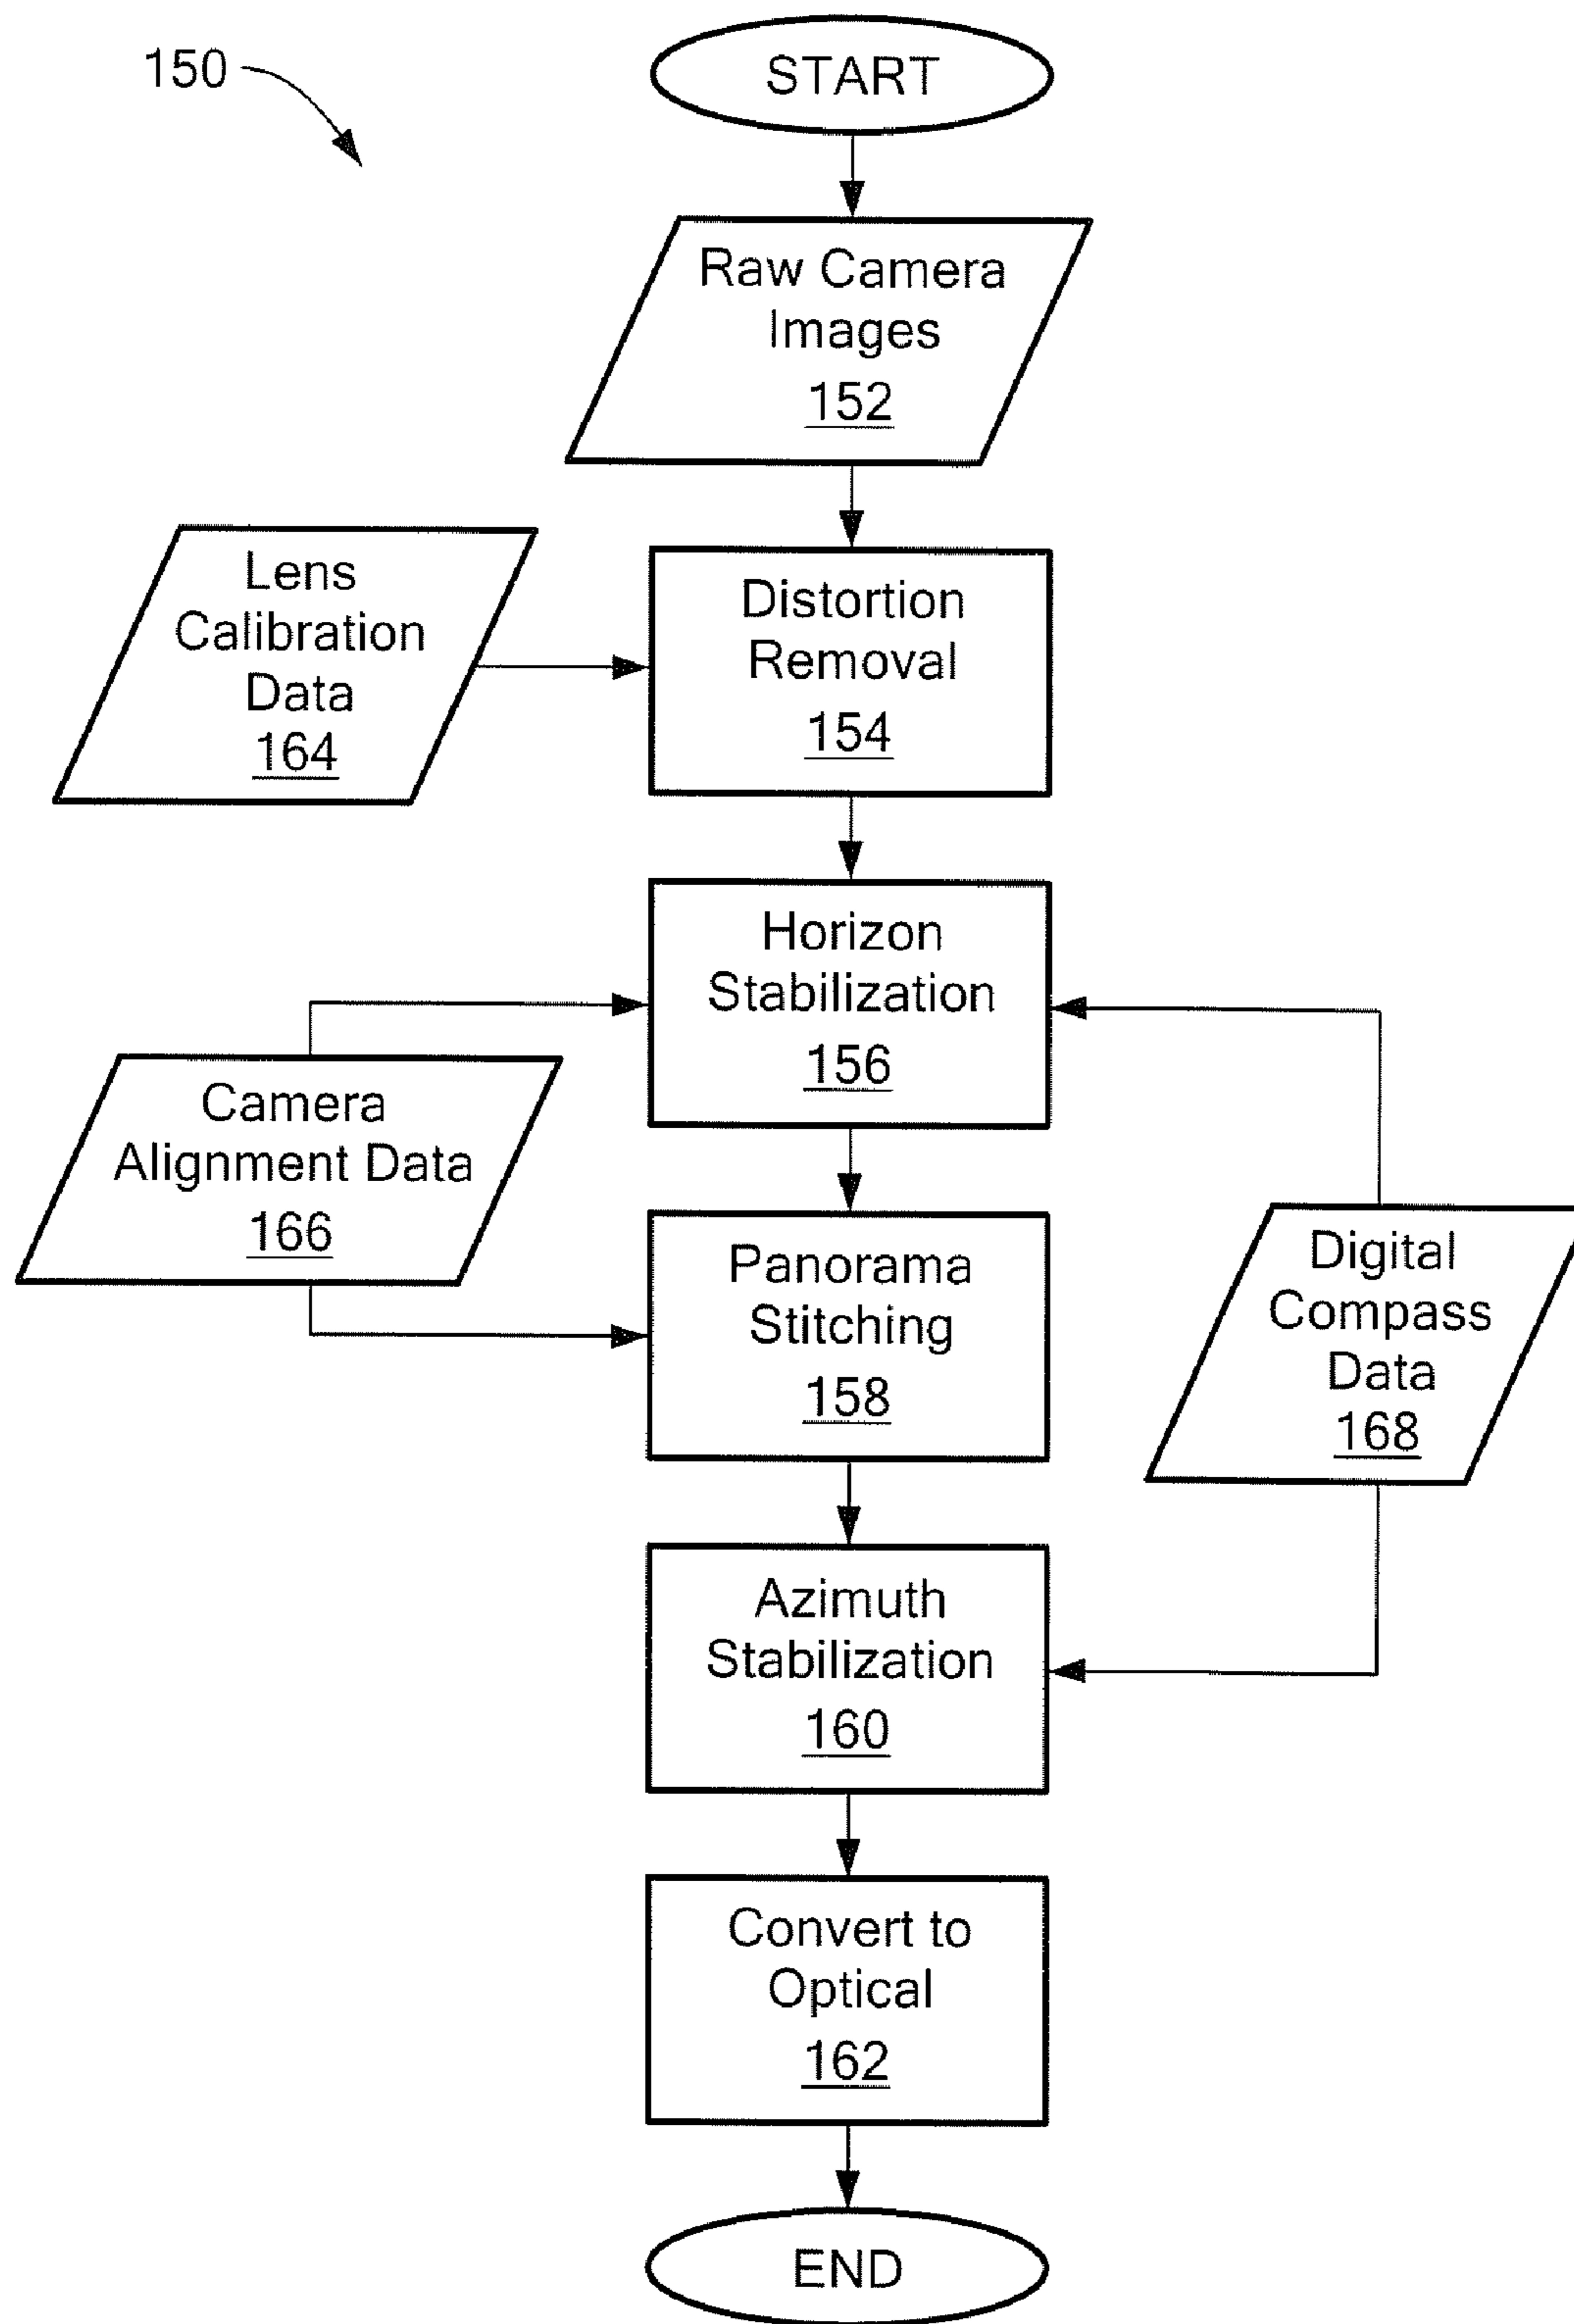 150
START
Raw Camera
Images
152
Lens
Calibration
Data
164
Distortion
Removal
154
Horizon
Stabilization
156
Camera
Alignment Data
166
Panorama
Stitching
158
Digital
Compass
Data
168
Azimuth
Stabilization
160
Convert to
Optical
162
END